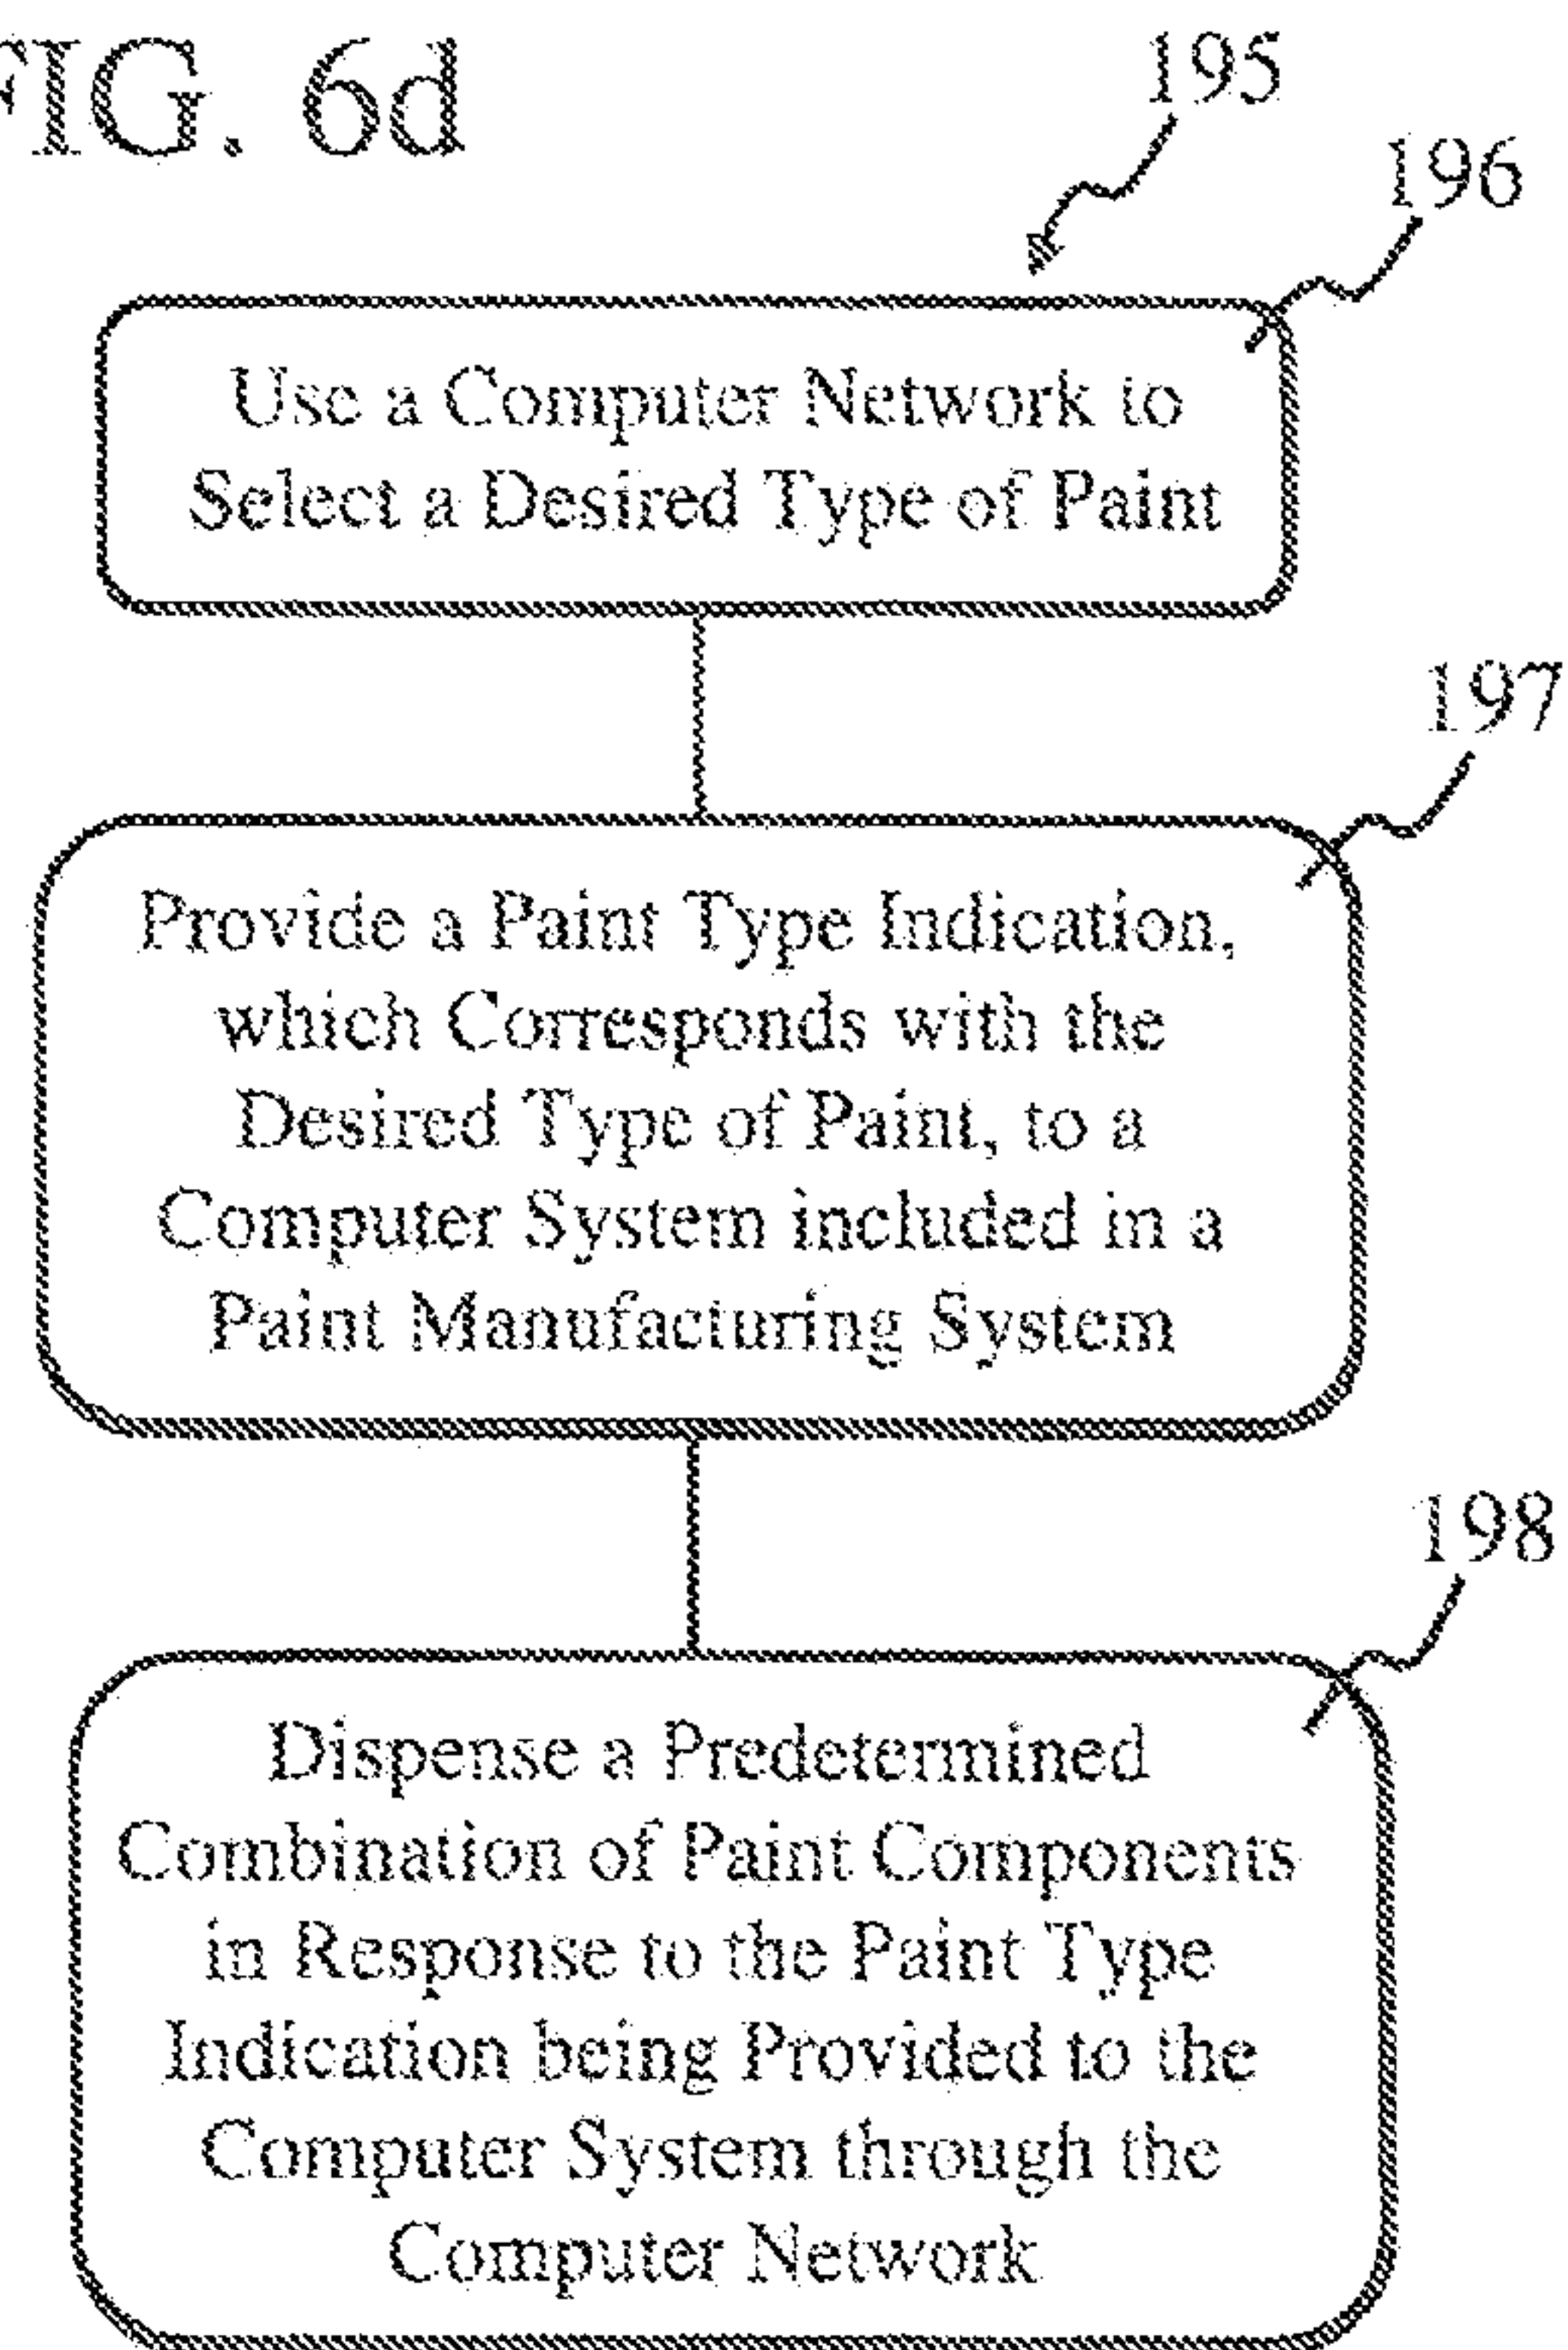 FIG. 6d
195
196
Use a Computer Network to
Select a Desired Type of Paint
197
Provide a Paint Type Indication,
which Corresponds with the
Desired Type of Paint, to a
Computer System included in a
Paint Manufacturing System
198
Dispense a Predetermined
Combination of Paint Components
in Response to the Paint Type
Indication being Provided to the
Computer System through the
Computer Network